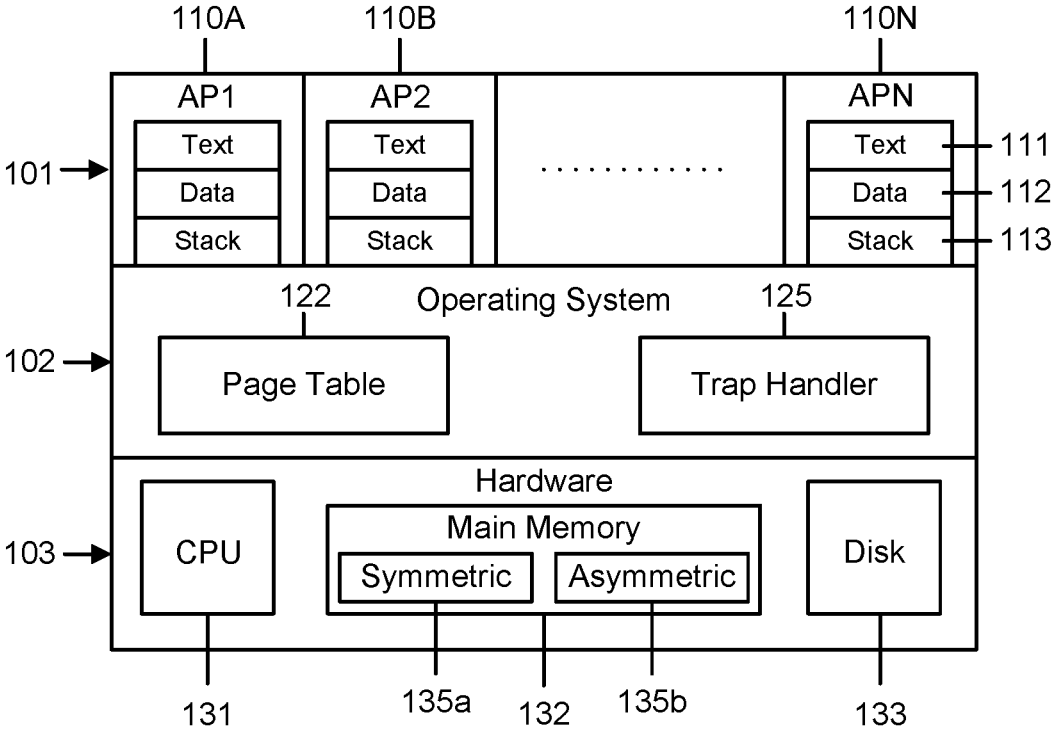 110A 110B 110N
AP1 AP2 APN
Text Text Text 111
101 ............
Data Data Data 112
Stack Stack Stack 113
122 Operating System 125
102 Page Table Trap Handler
Hardware
Main Memory
103 CPU Symmetric Asymmetric Disk
131 135a 132 135b 133